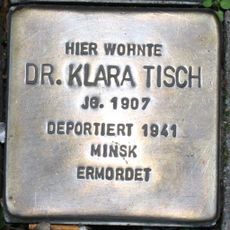 HIER WOHNTE
DR. KLARA TISCH
JG. 1907
DEPORTIERT 1941
MINSK
ERMORDET